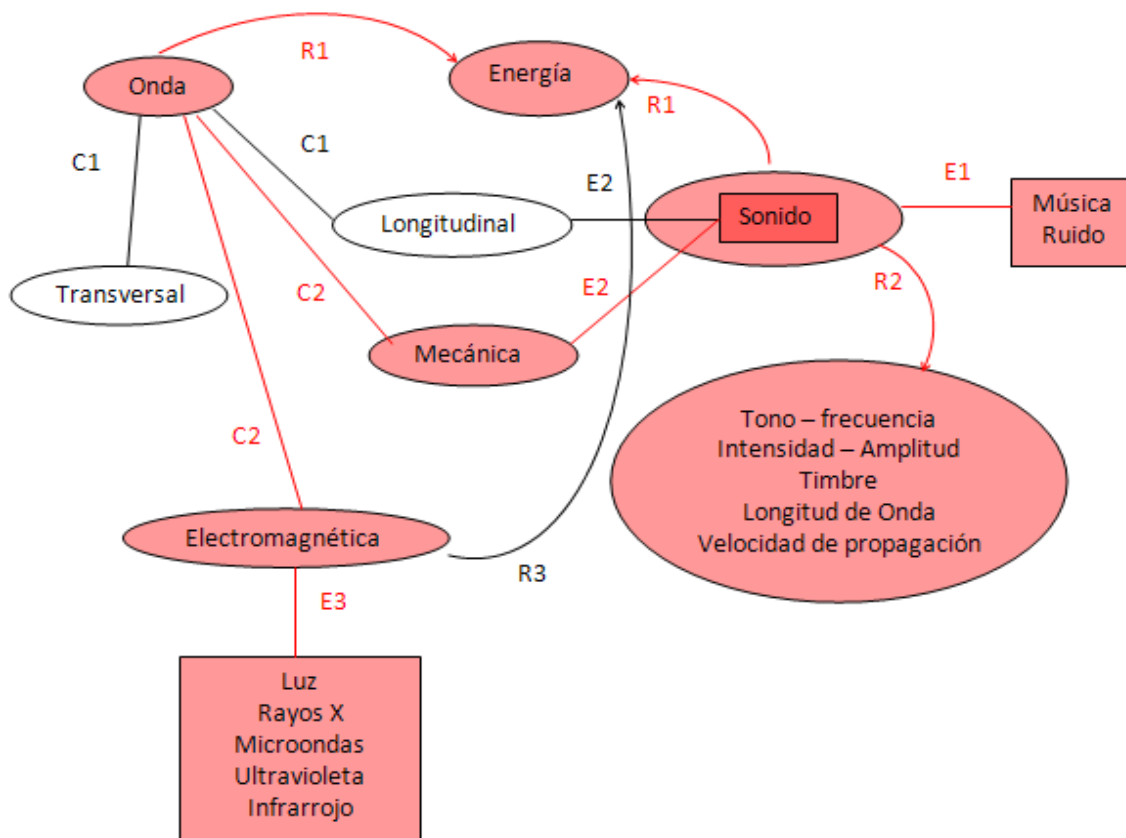 R1
Onda
Energía
R1
C1
C1
E2
E1
Longitudinal
Sonido
Música
Ruido
Transversal
C2
E2
R2
Mecánica
C2
Tono – frecuencia
Intensidad – Amplitud
Timbre
Longitud de Onda
Velocidad de propagación
Electromagnética
R3
E3
Luz
Rayos X
Microondas
Ultravioleta
Infrarrojo